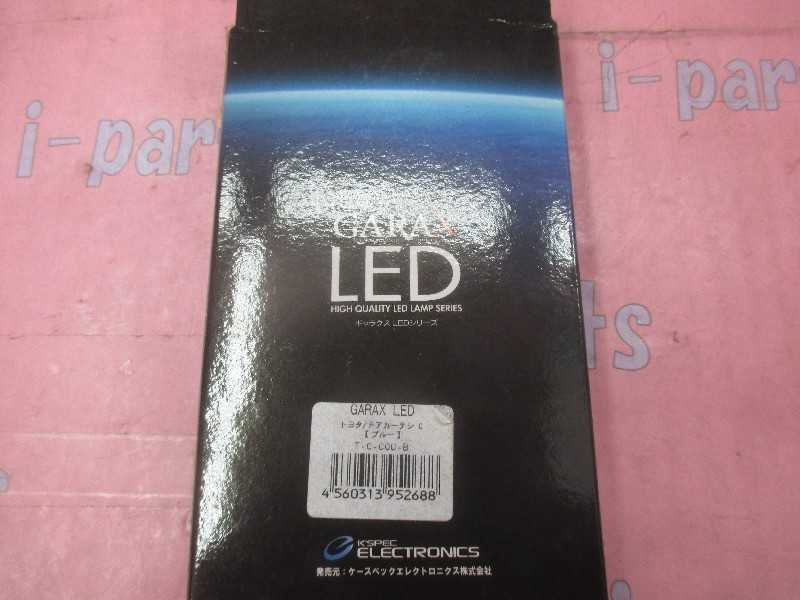 i-par
i-par
GARAX
LED
HIGH QUALITY LED LAMP SERIES
ギャラクス LEDシリーズ
ts
GARAX LED
トヨタ/ドアカーテシ C
【ブルー】
4 560313 952688
K'SPEC
ELECTRONICS
発売元：ケースペックエレクトロニクス株式会社